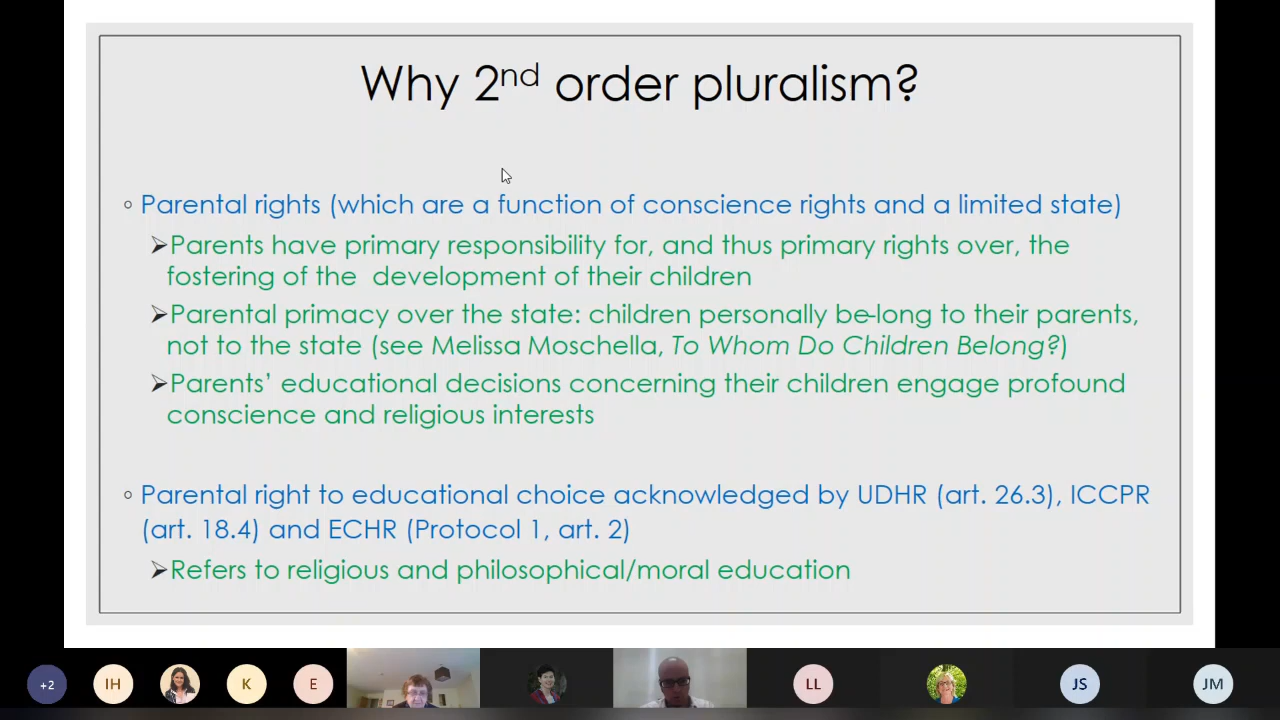 Why 2nd order pluralism?
Parental rights (which are a function of conscience rights and a limited state)
Parents have primary responsibility for, and thus primary rights over, the
fostering of the development of their children
Parental primacy over the state: children personally be-long to their parents,
not to the state (see Melissa Moschella, To Whom Do Children Belong?)
Parents' educational decisions concerning their children engage profound
conscience and religious interests
Parental right to educational choice acknowledged by UDHR (art. 26.3), ICCPR
(art. 18.4) and ECHR (Protocol 1, art. 2)
Refers to religious and philosophical/moral education
+2 IH K E LL JS JM